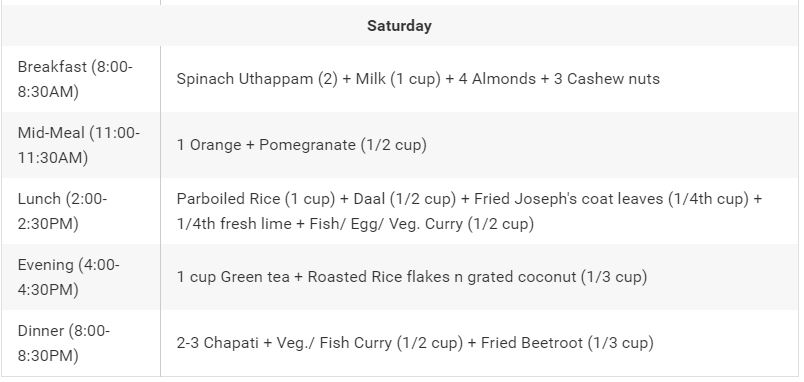 Saturday
Breakfast (8:00-
8:30AM)
Spinach Uthappam (2) + Milk (1 cup) + 4 Almonds + 3 Cashew nuts
Mid-Meal (11:00-
11:30AM)
1 Orange + Pomegranate (1/2 cup)
Lunch (2:00-
2:30PM)
Parboiled Rice (1 cup) + Daal (1/2 cup) + Fried Joseph's coat leaves (1/4th cup) +
1/4th fresh lime + Fish/ Egg/ Veg. Curry (1/2 cup)
Evening (4:00-
4:30PM)
1 cup Green tea + Roasted Rice flakes n grated coconut (1/3 cup)
Dinner (8:00-
8:30PM)
2-3 Chapati + Veg./ Fish Curry (1/2 cup) + Fried Beetroot (1/3 cup)